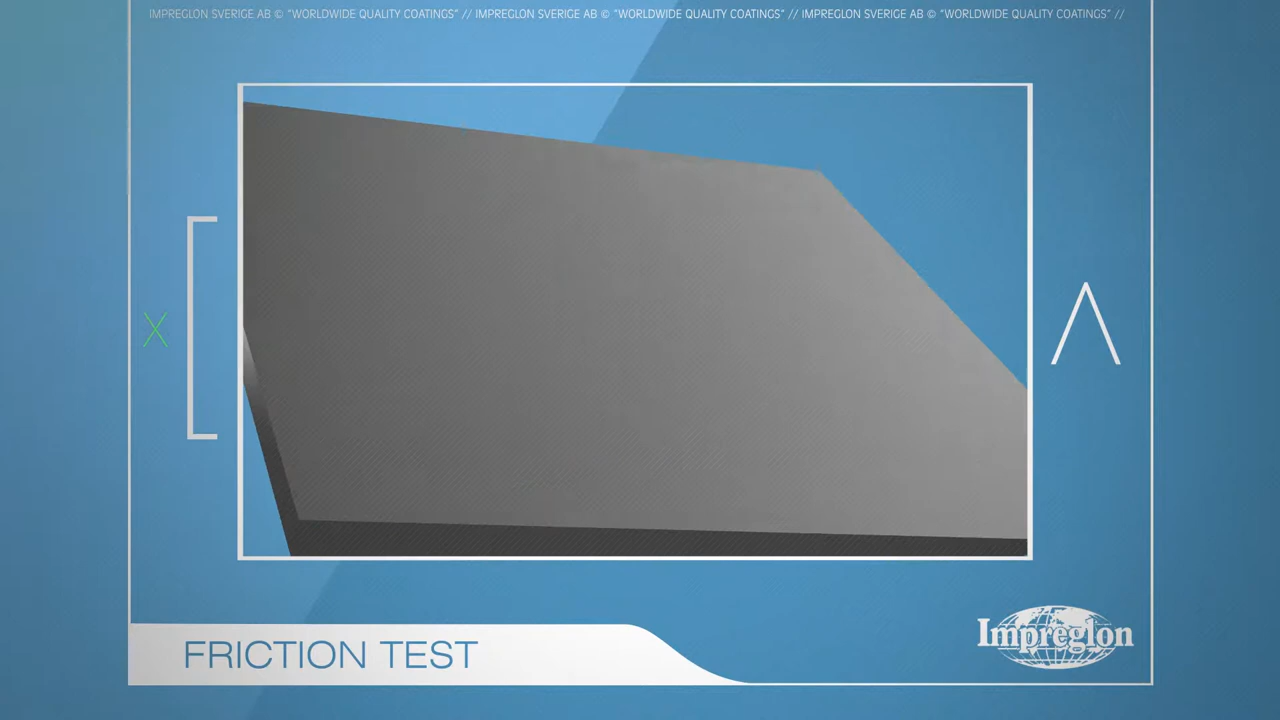 IMPREGLON SVERIGE AB © "WORLDWIDE QUALITY COATINGS" // IMPREGLON SVERIGE AB © "WORLDWIDE QUALITY COATINGS" // IMPREGLON SVERIGE AB © "WORLDWIDE QUALITY COATINGS" //
X
FRICTION TEST
Impreglon